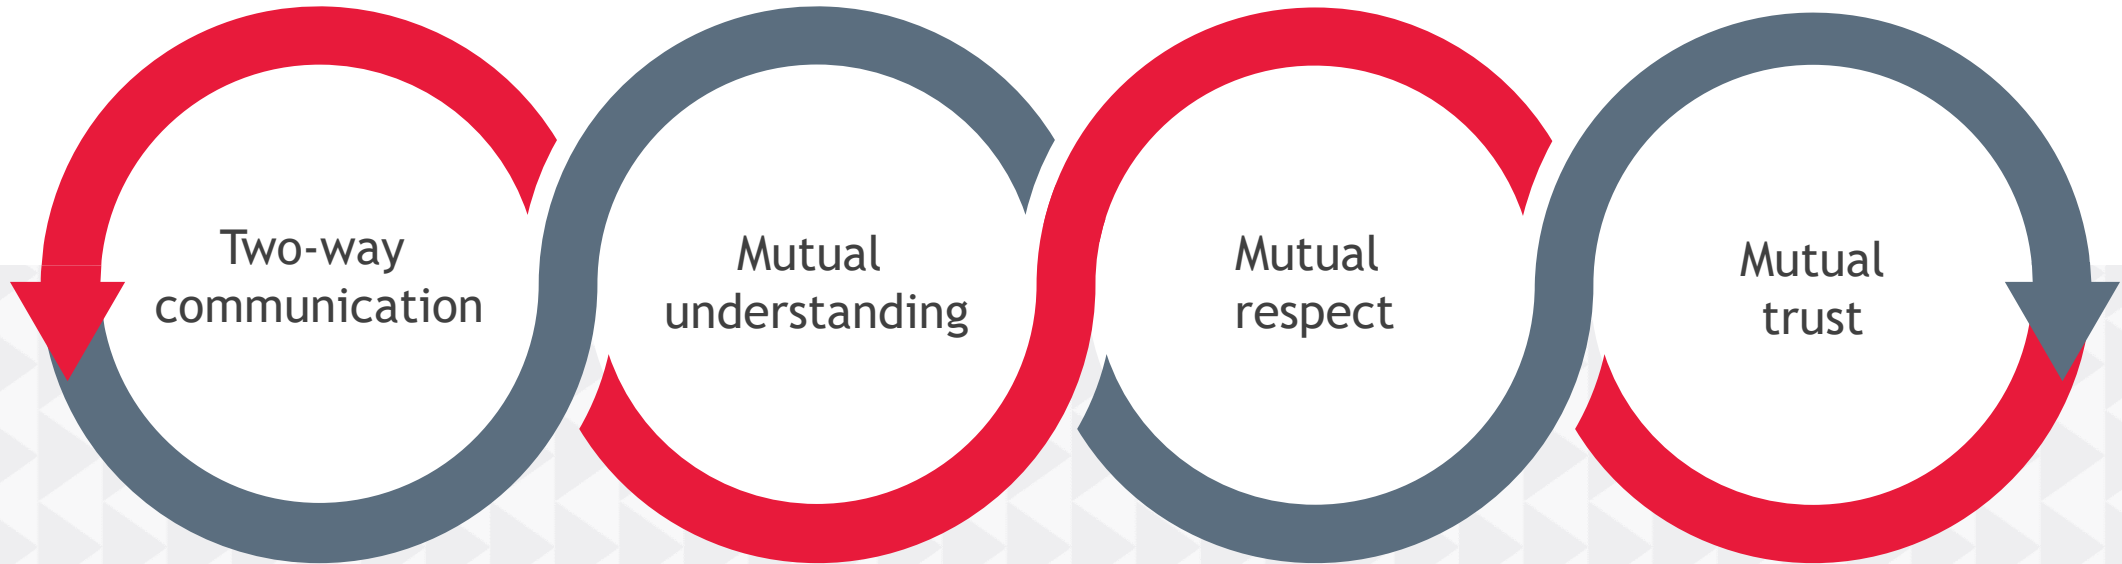 Two-way
communication
Mutual
understanding
Mutual
respect
Mutual
trust